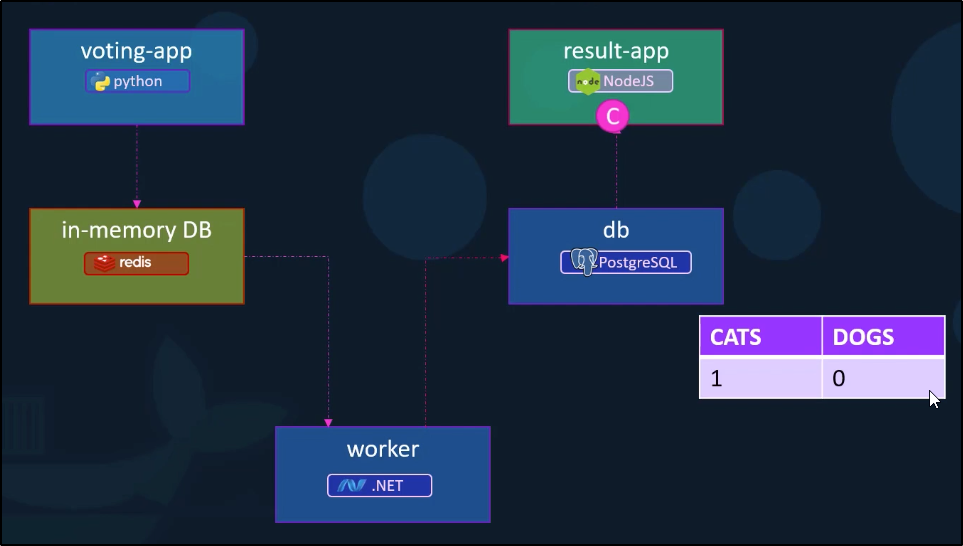 voting-app
python
result-app
node NodeJS
C
in-memory DB
redis
db
PostgreSQL
CATS DOGS
1 0
worker
.NET